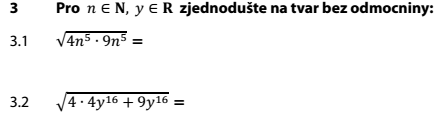 3 Pro n ∈ N, y ∈ R zjednodušte na tvar bez odmocniny:
3.1 √(4n⁵ · 9n⁵) =
3.2 √(4 · 4y¹⁶ + 9y¹⁶) =